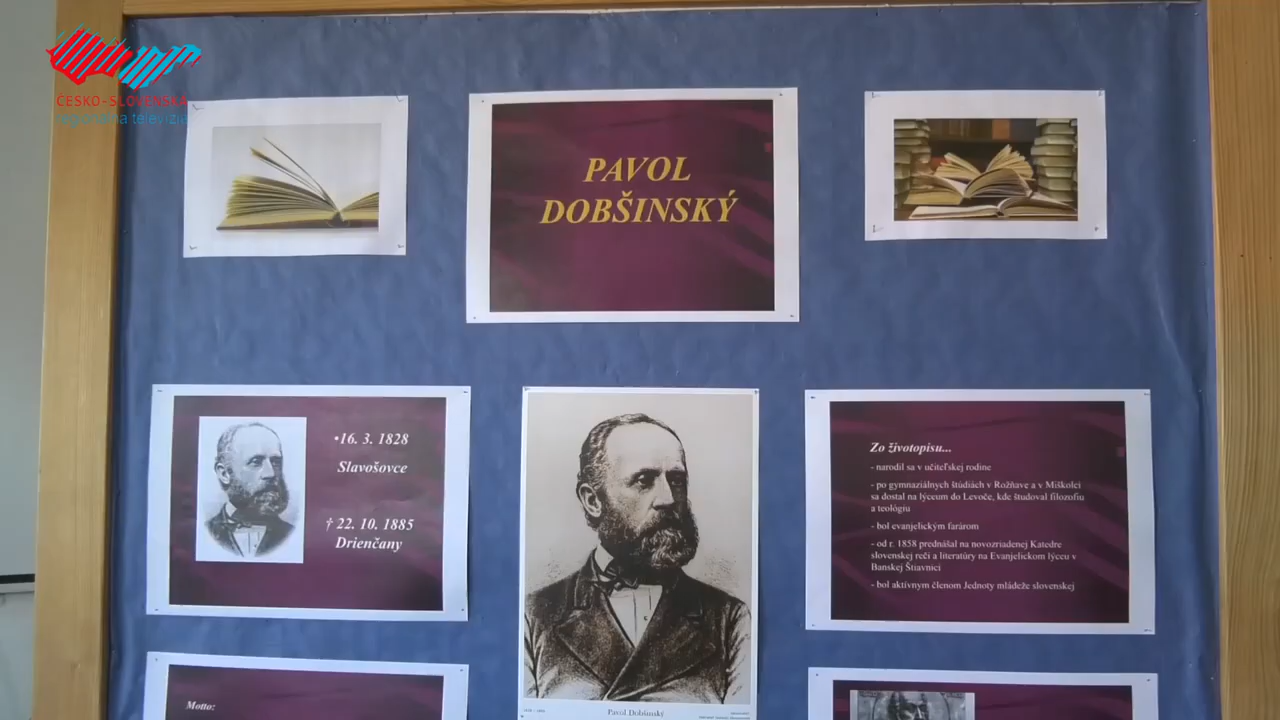 ČESKO-SLOVENSKÁ
regionálna televízia
PAVOL
DOBŠINSKÝ
•16. 3. 1828
Slavošovce
† 22. 10. 1885
Drienčany
Zo životopisu...
- narodil sa v učiteľskej rodine
- po gymnaziálnych štúdiách v Rožňave a v Miškolci
sa dostal na lýceum do Levoče, kde študoval filozofiu
a teológiu
- bol evanjelickým farárom
- od r. 1858 prednášal na novozriadenej Katedre
slovenskej reči a literatúry na Evanjelickom lýceu v
Banskej Štiavnici
- bol aktívnym členom Jednoty mládeže slovenskej
Motto:
Pavol Dobšinský